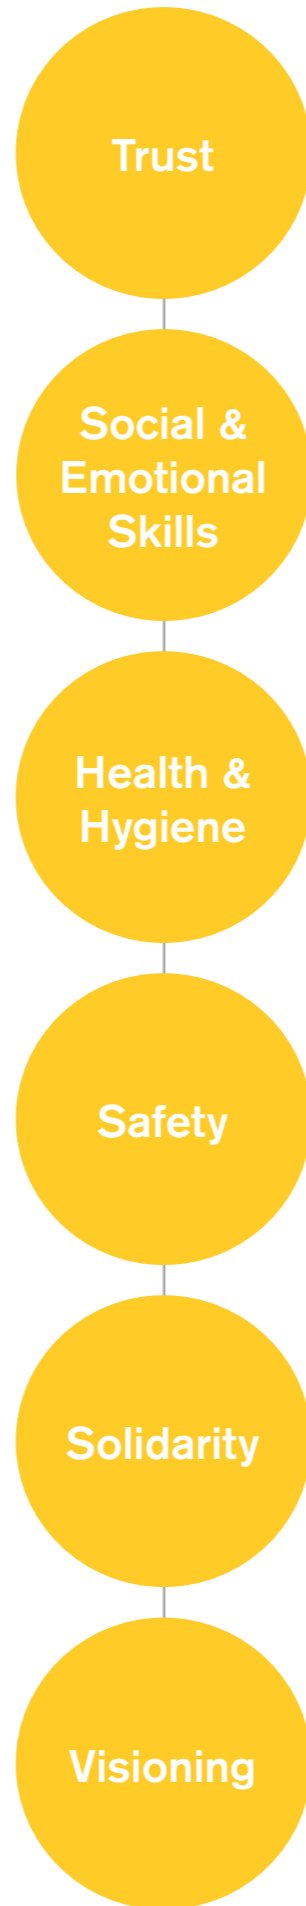 Trust
Social &
Emotional
Skills
Health &
Hygiene
Safety
Solidarity
Visioning